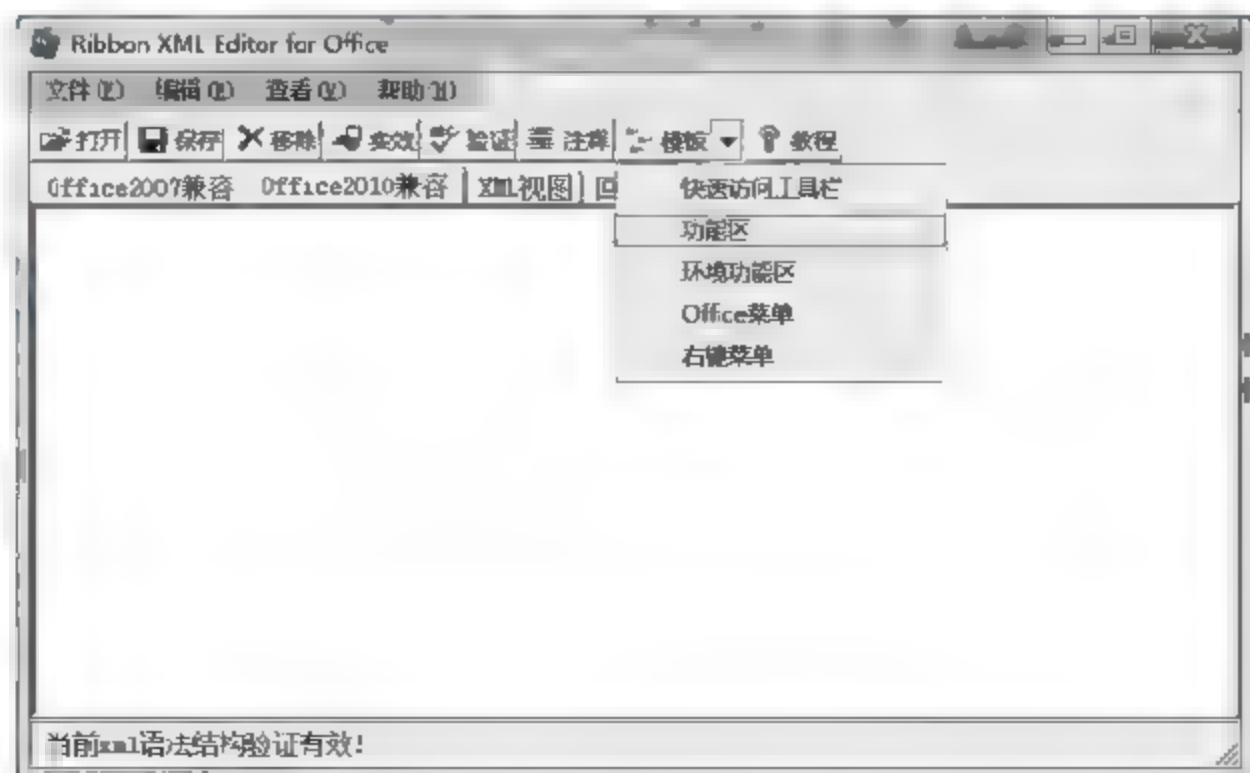 Ribbon XML Editor for Office
文件(F) 编辑(E) 查看(V) 帮助(H)
打开 保存 移除 失效 验证 注释 模板 教程
Office2007兼容 Office2010兼容 XML视图 回
快速访问工具栏
功能区
环境功能区
Office菜单
右键菜单
当前xml语法结构验证有效!